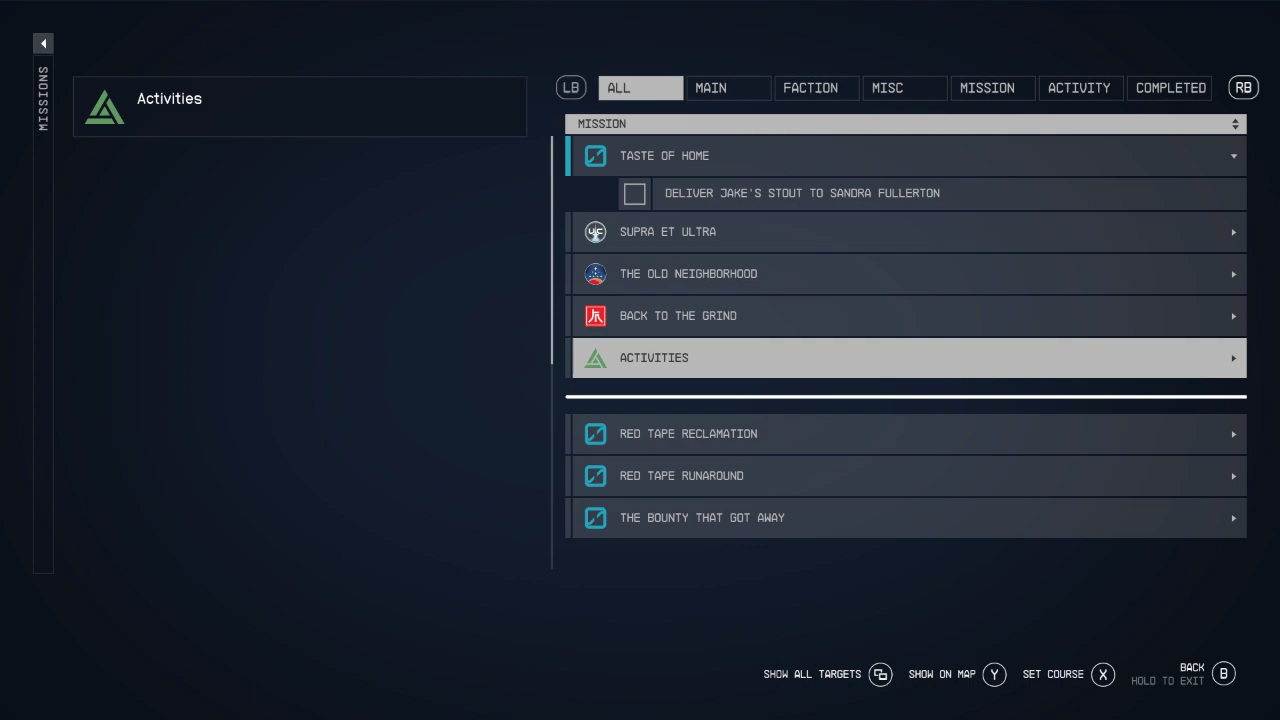 MISSIONS
Activities
LB
ALL
MAIN
FACTION
MISC
MISSION
ACTIVITY
COMPLETED
RB
MISSION
TASTE OF HOME
DELIVER JAKE'S STOUT TO SANDRA FULLERTON
UC
SUPRA ET ULTRA
THE OLD NEIGHBORHOOD
BACK TO THE GRIND
ACTIVITIES
RED TAPE RECLAMATION
RED TAPE RUNAROUND
THE BOUNTY THAT GOT AWAY
SHOW ALL TARGETS
SHOW ON MAP Y
SET COURSE X
BACK B
HOLD TO EXIT